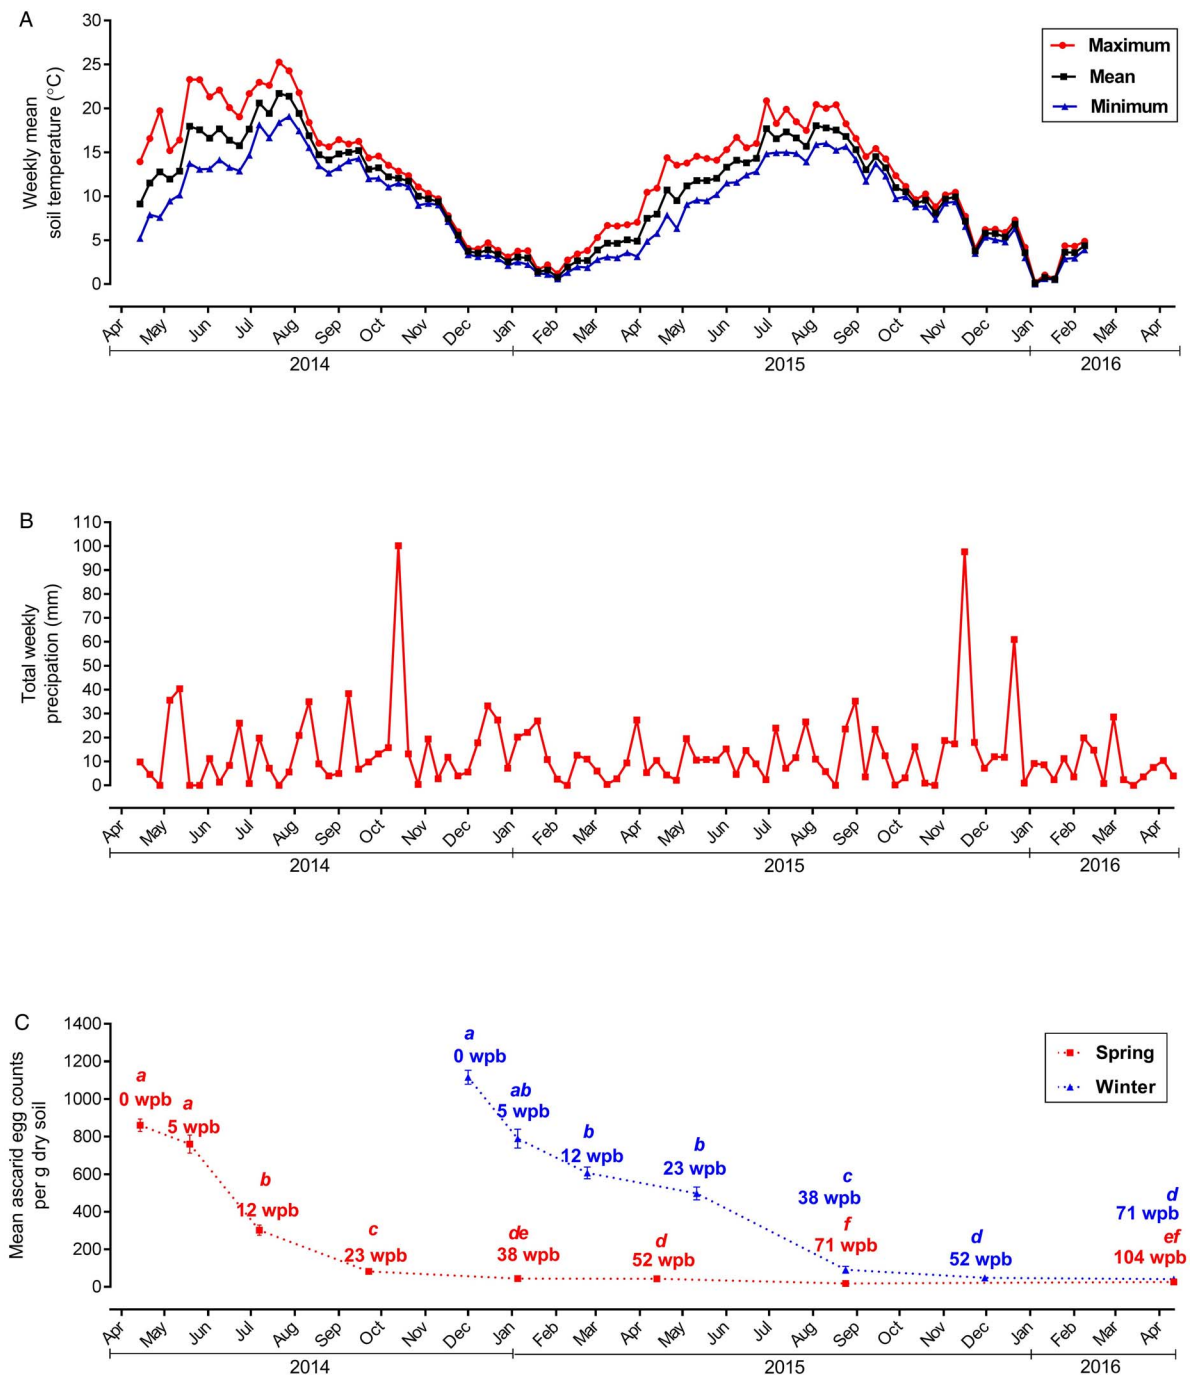 A
Weekly mean
soil temperature (°C)
30
25
20
15
10
5
0
Maximum
Mean
Minimum
Apr May Jun Jul Aug Sep Oct Nov Dec Jan Feb Mar Apr May Jun Jul Aug Sep Oct Nov Dec Jan Feb Mar Apr
2014 2015 2016
B
Total weekly
precipation (mm)
110
100
90
80
70
60
50
40
30
20
10
0
Apr May Jun Jul Aug Sep Oct Nov Dec Jan Feb Mar Apr May Jun Jul Aug Sep Oct Nov Dec Jan Feb Mar Apr
2014 2015 2016
C
Mean ascarid egg counts
per g dry soil
1400
1200
1000
800
600
400
200
0
Spring
Winter
a
0 wpb
a
5 wpb
b
12 wpb
c
23 wpb
de
38 wpb
d
52 wpb
f
71 wpb
ef
104 wpb
a
0 wpb
ab
5 wpb
b
12 wpb
b
23 wpb
c
38 wpb
d
52 wpb
d
71 wpb
Apr May Jun Jul Aug Sep Oct Nov Dec Jan Feb Mar Apr May Jun Jul Aug Sep Oct Nov Dec Jan Feb Mar Apr
2014 2015 2016